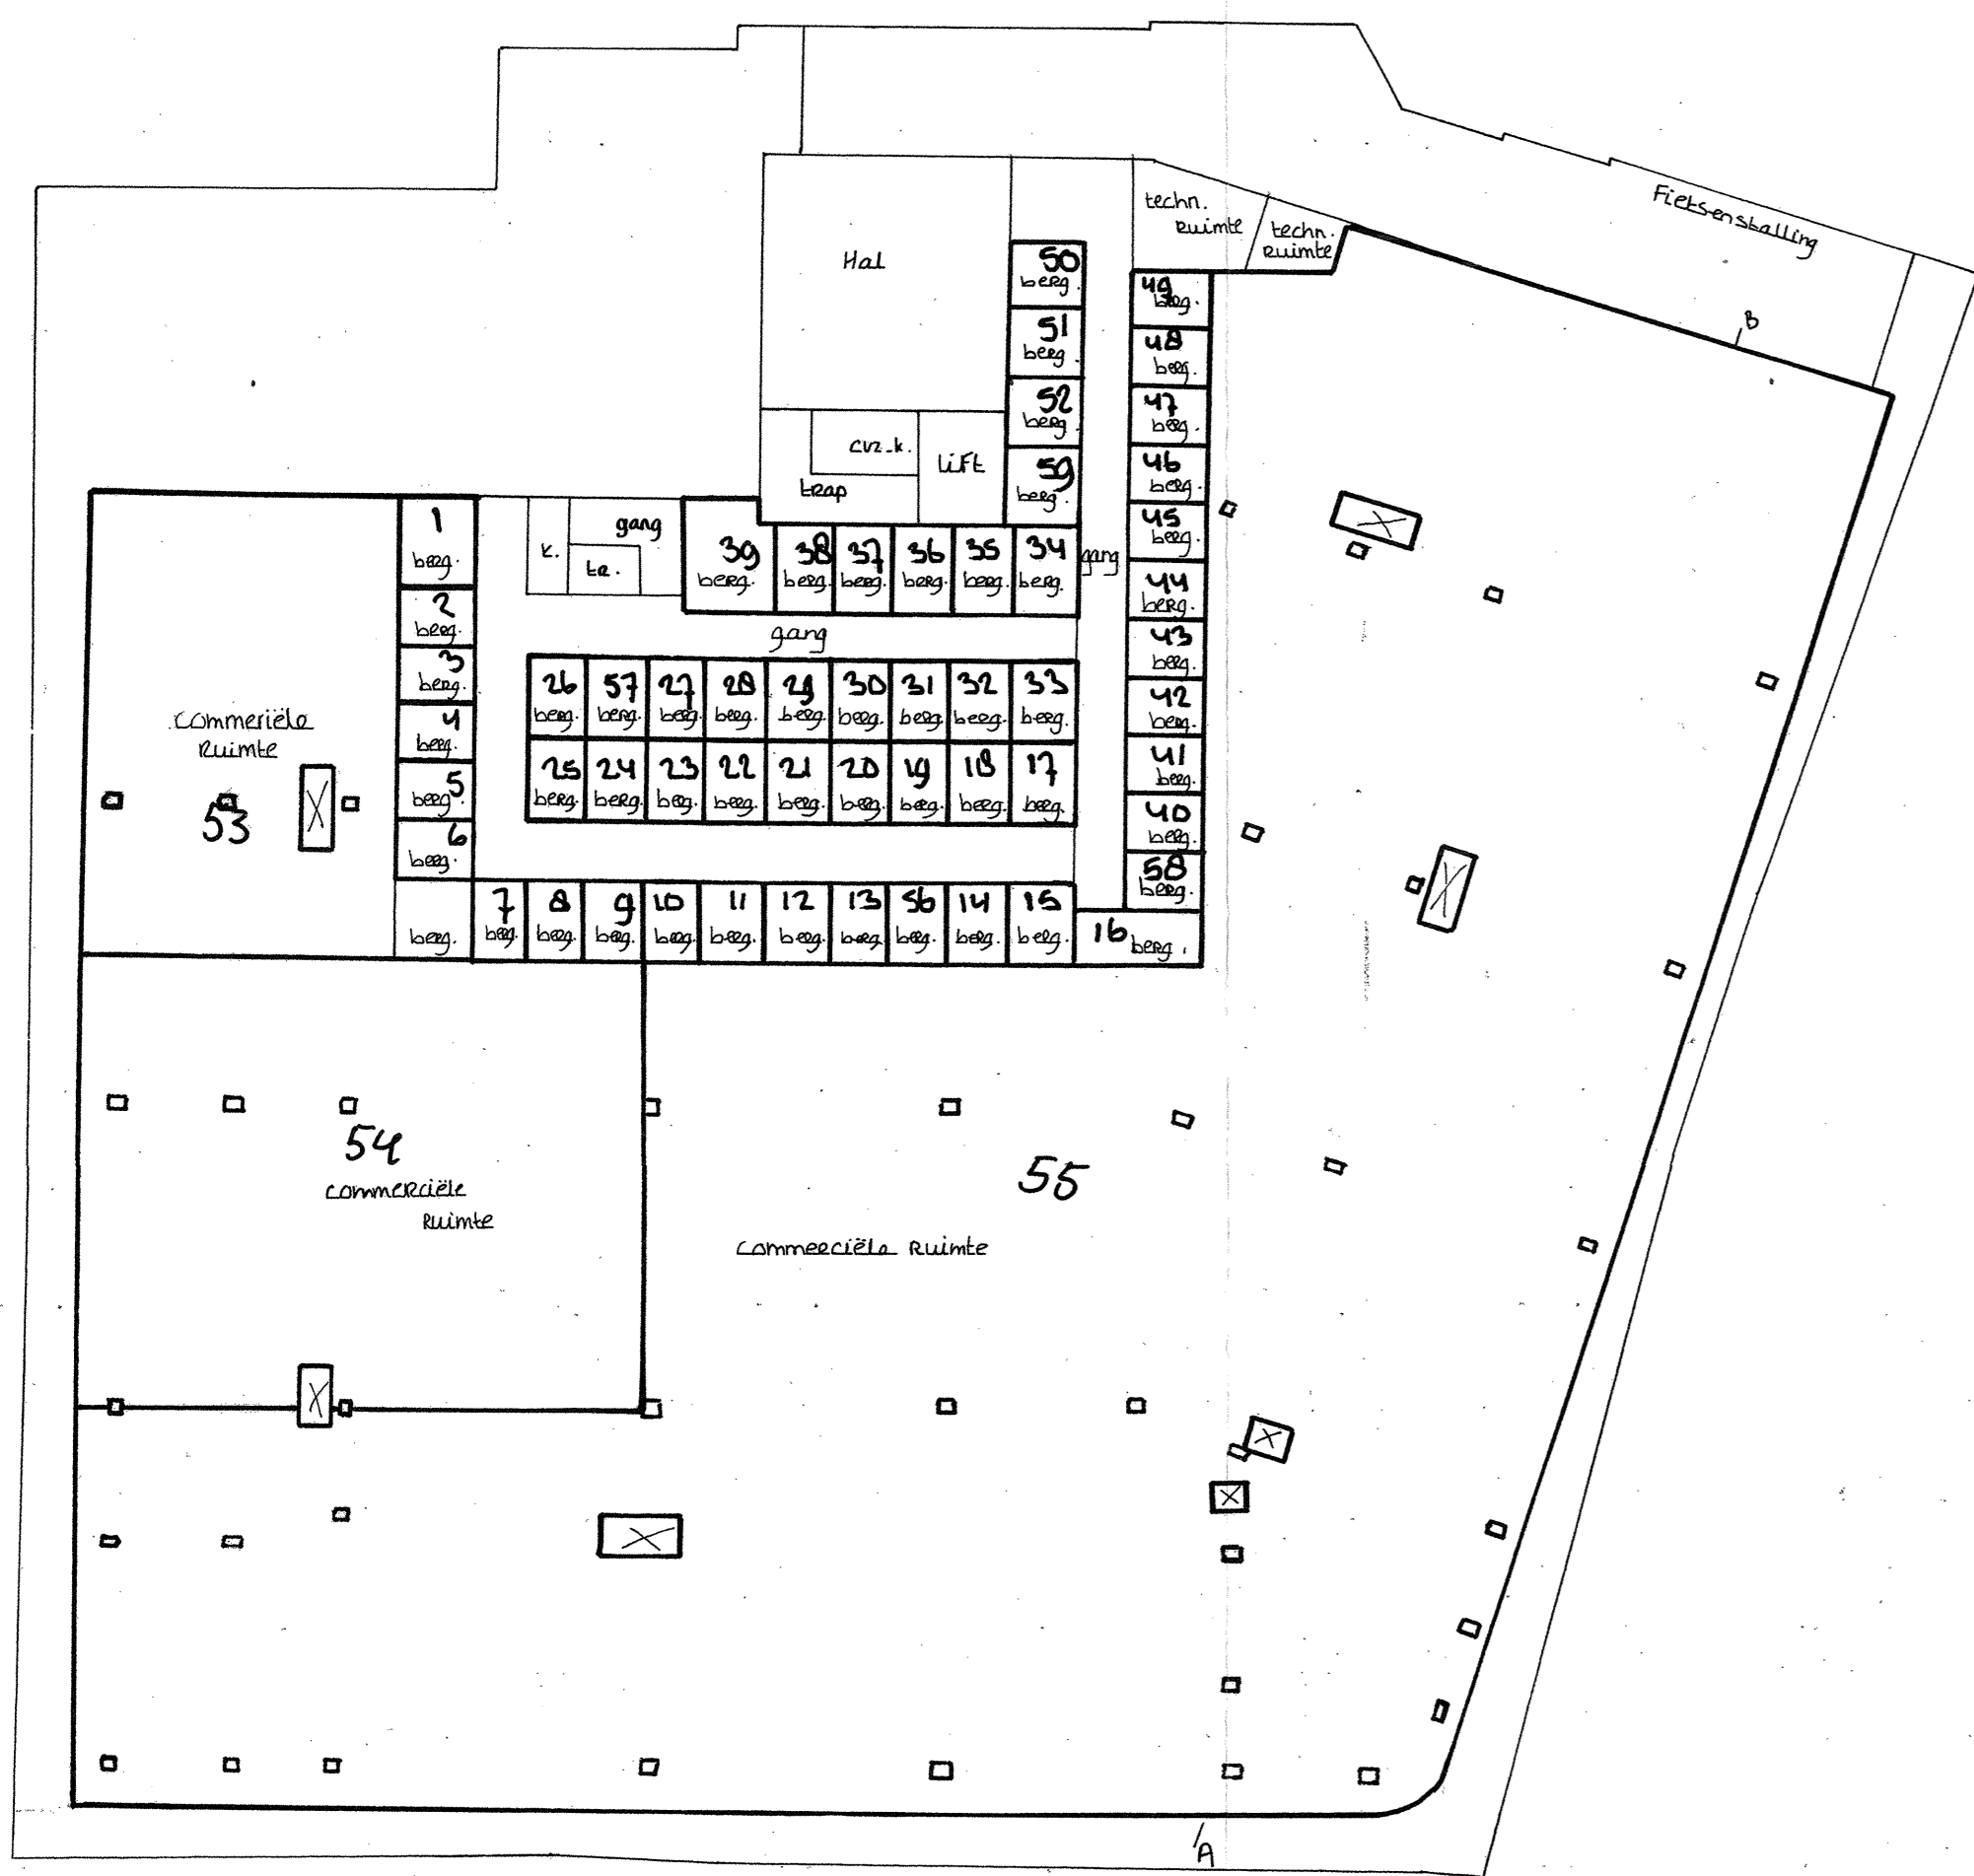 Fietsenstalling
techn.
Ruimte
techn.
Ruimte
Hal
50
berg.
51
berg.
52
berg.
59
berg.
49
berg.
48
berg.
47
berg.
46
berg.
45
berg.
44
berg.
43
berg.
42
berg.
41
berg.
40
berg.
58
berg.
16 berg.
B
cvz-k.
Lift
trap
gang
k.
tr.
39
berg.
38
berg.
37
berg.
36
berg.
35
berg.
34
berg.
gang
gang
1
berg.
2
berg.
3
berg.
4
berg.
5
berg.
6
berg.
berg.
26 57 27 28 29 30 31 32 33
berg. berg. berg. berg. berg. berg. berg. berg. berg.
25 24 23 22 21 20 19 18 17
berg. berg. berg. berg. berg. berg. berg. berg. berg.
7 8 9 10 11 12 13 56 14 15
berg. berg. berg. berg. berg. berg. berg. berg. berg. berg.
Commeriële
Ruimte
53
54
Commerciële
Ruimte
55
Commerciële Ruimte
A